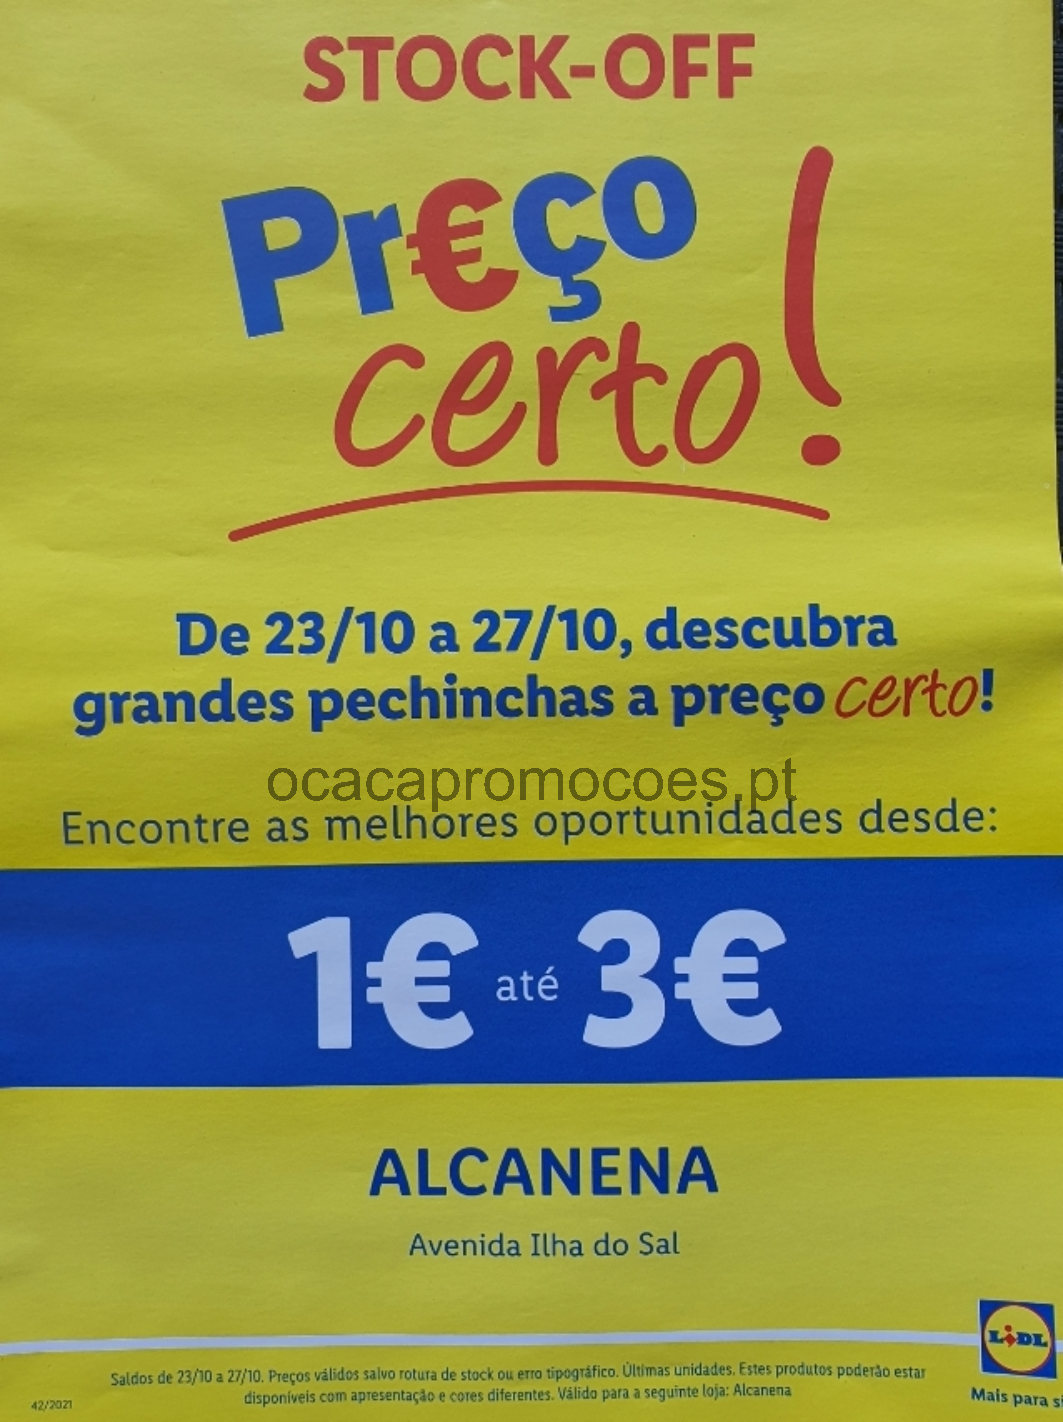 STOCK-OFF
Pr€ço
certo!
De 23/10 a 27/10, descubra
grandes pechinchas a preço certo!
ocacapromocoes.pt
Encontre as melhores oportunidades desde:
1€ até 3€
ALCANENA
Avenida Ilha do Sal
LIDL
Saldos de 23/10 a 27/10. Preços válidos salvo rotura de stock ou erro tipográfico. Últimas unidades. Estes produtos poderão estar
disponíveis com apresentação e cores diferentes. Válido para a seguinte loja: Alcanena
Mais para si
42/2021